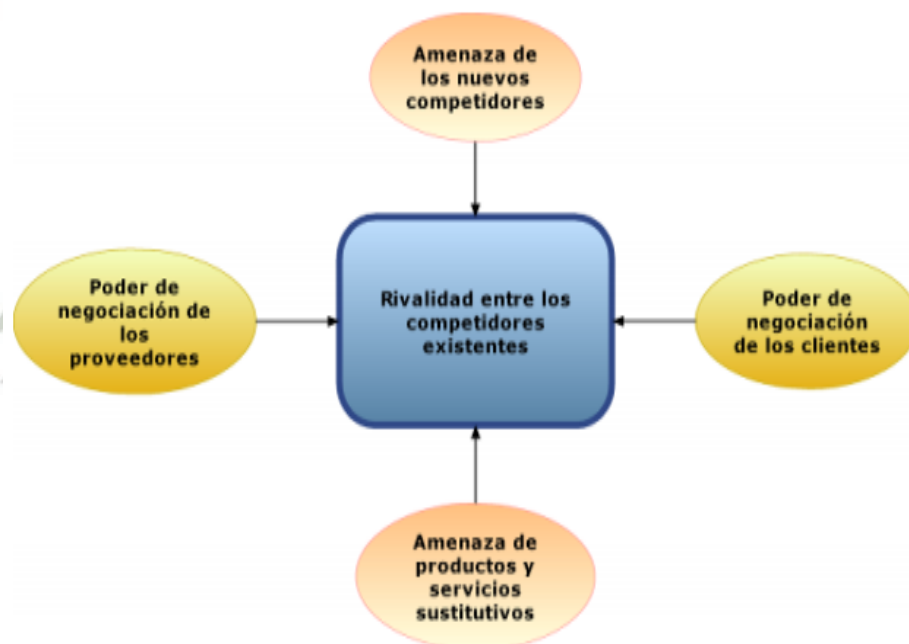 Amenaza de
los nuevos
competidores
Poder de
negociación de
los
proveedores
Rivalidad entre los
competidores
existentes
Poder de
negociación
de los clientes
Amenaza de
productos y
servicios
sustitutivos